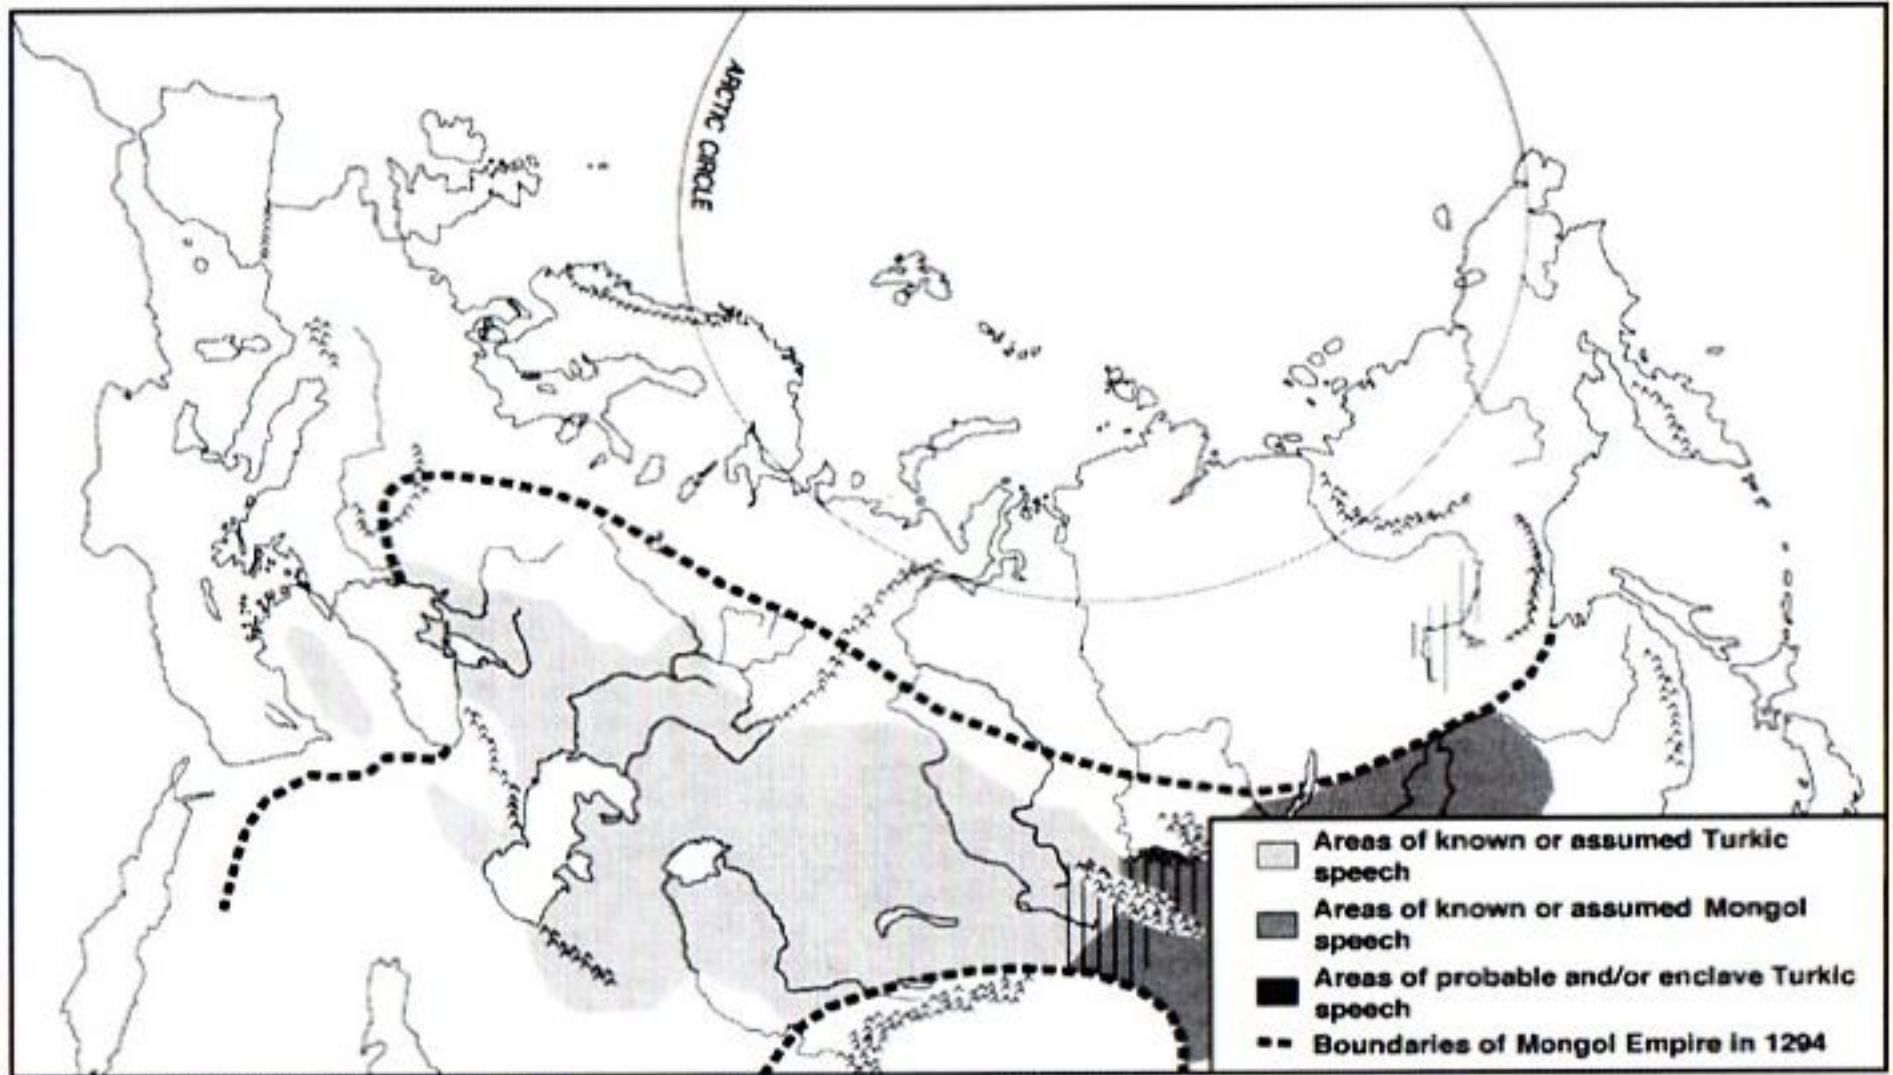 ARCTIC CIRCLE
Areas of known or assumed Turkic
speech
Areas of known or assumed Mongol
speech
Areas of probable and/or enclave Turkic
speech
Boundaries of Mongol Empire in 1294